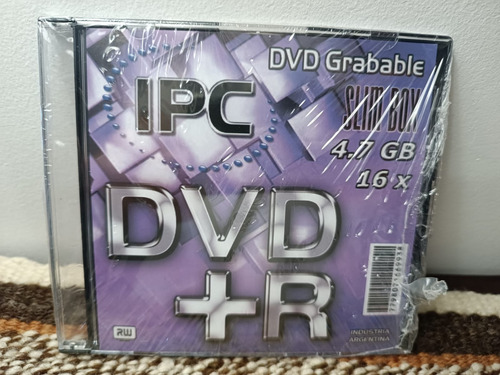 DVD Grabable
IPC
SLIM BOX
4.7 GB
16 x
DVD
+R
RW
INDUSTRIA
ARGENTINA